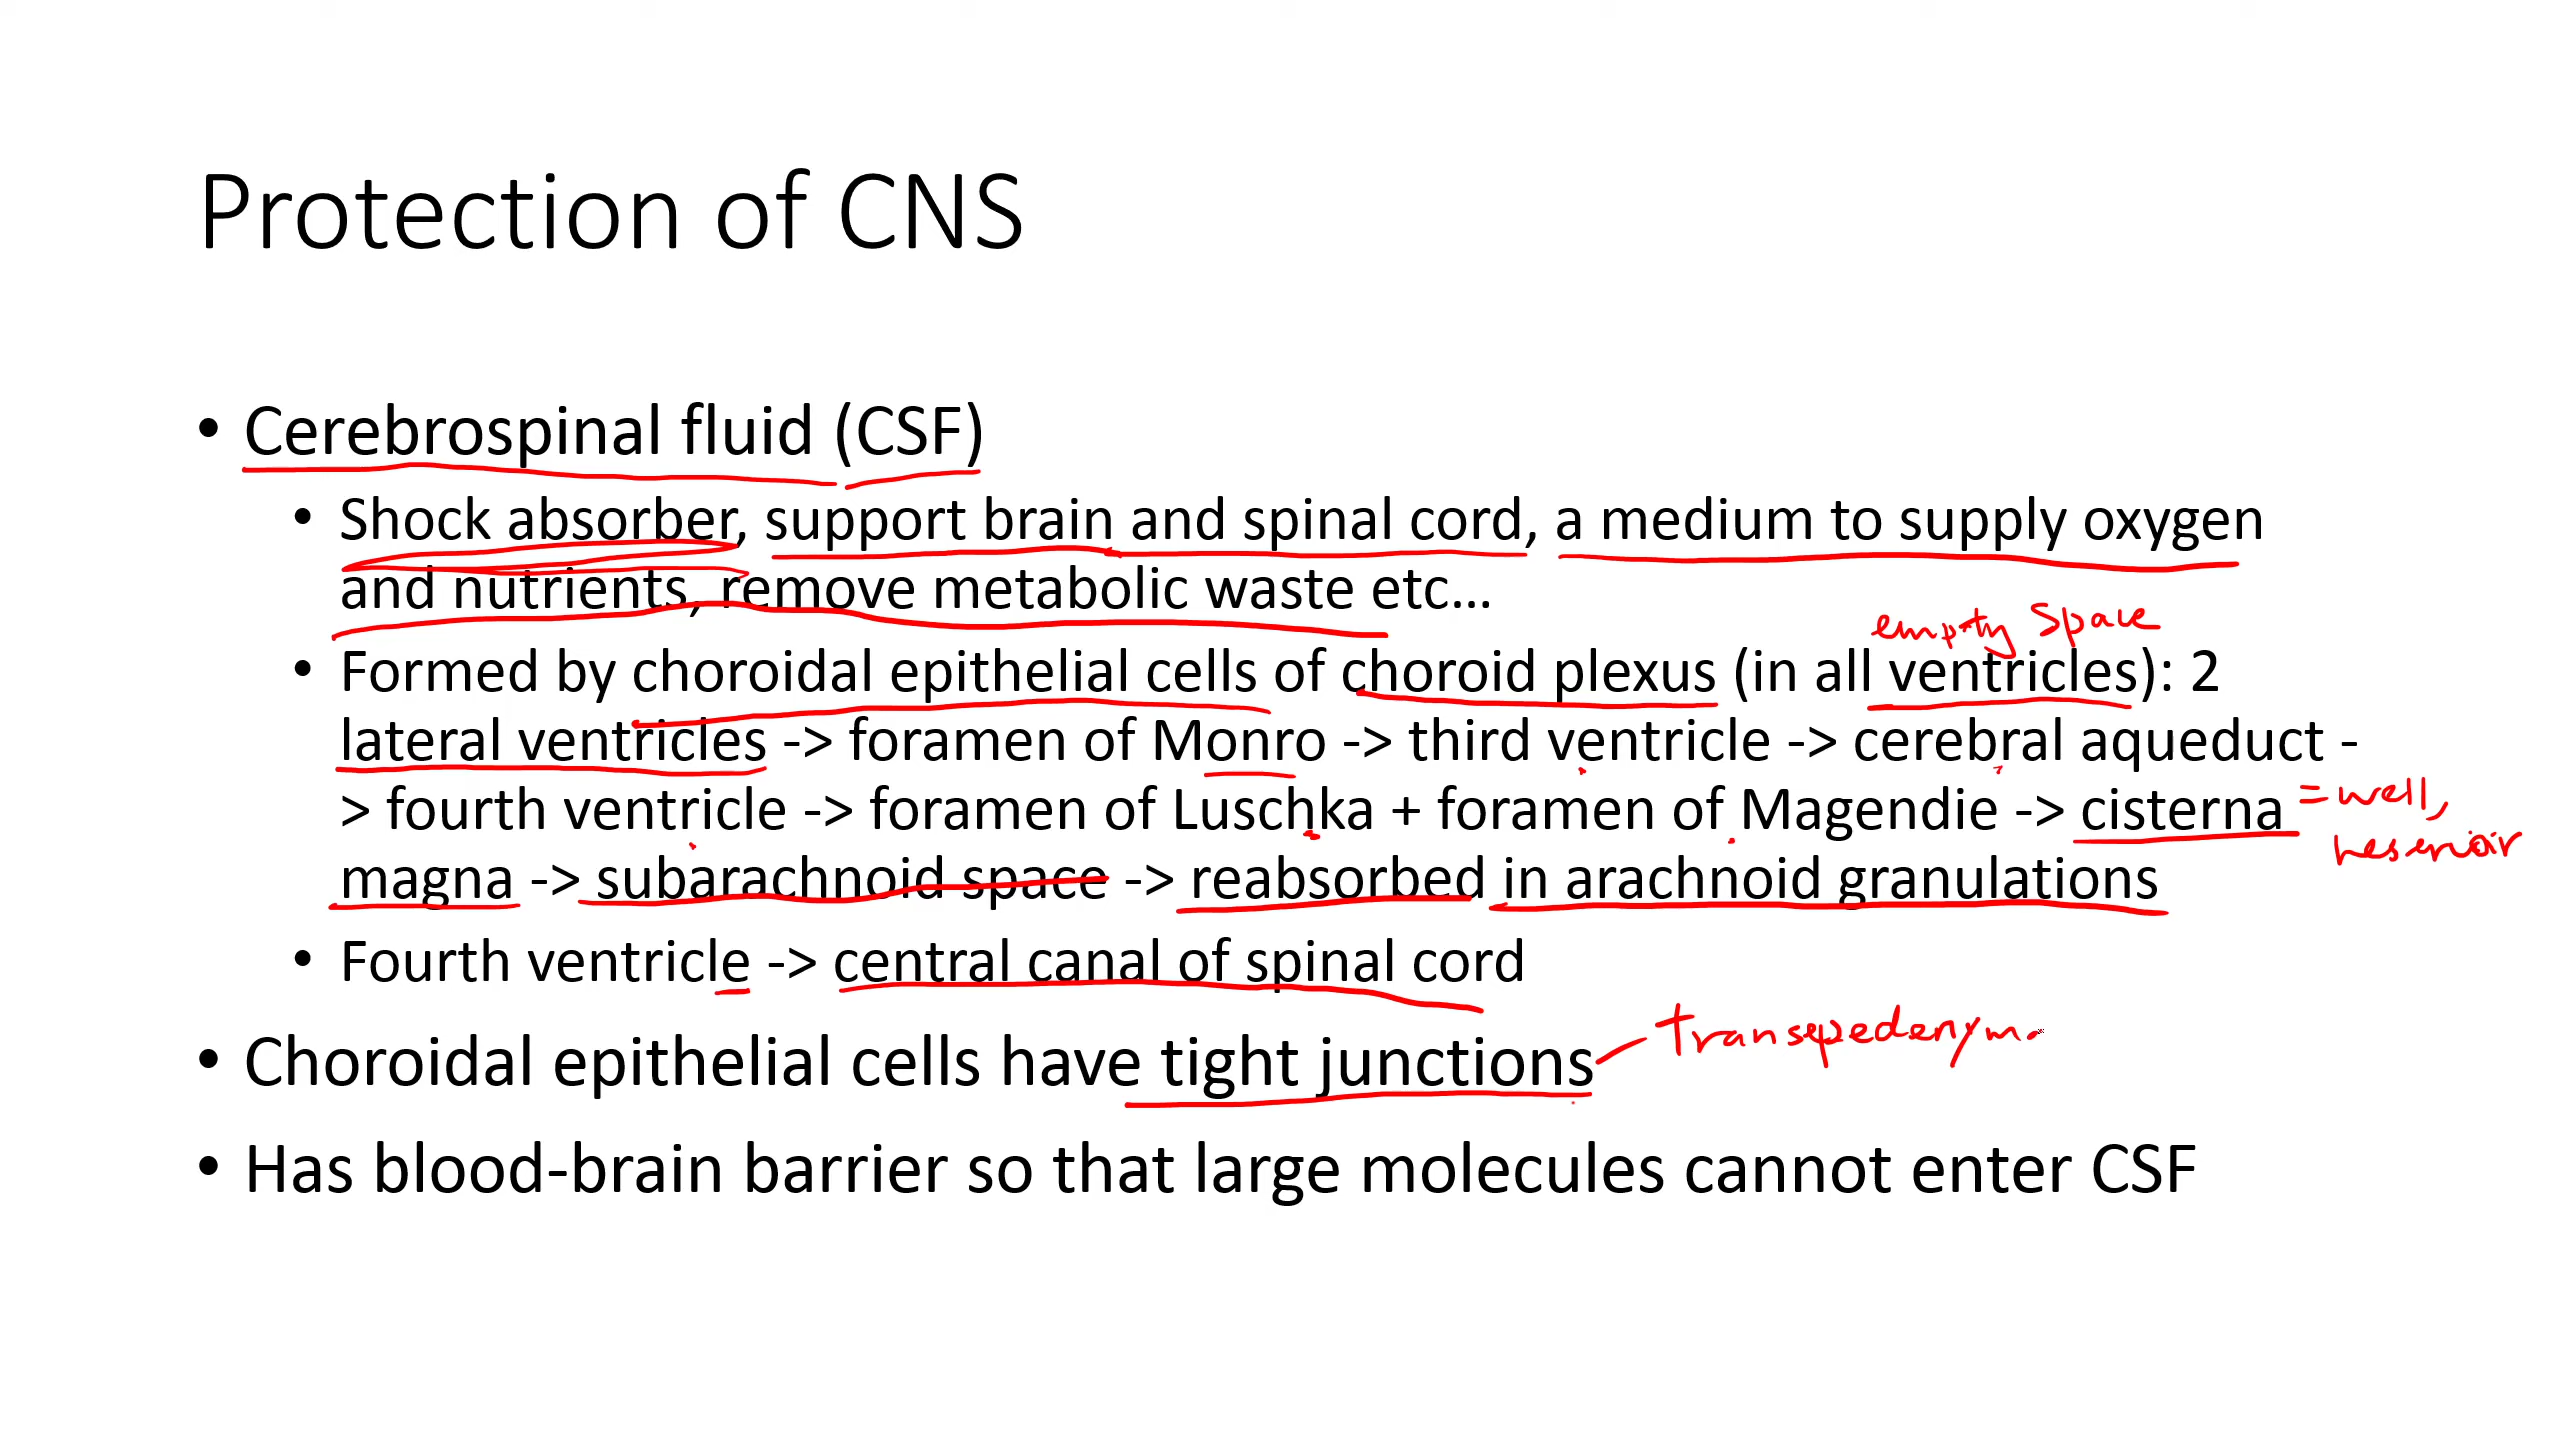 Protection of CNS
• Cerebrospinal fluid (CSF)
• Shock absorber, support brain and spinal cord, a medium to supply oxygen
and nutrients, remove metabolic waste etc…
empty space
• Formed by choroidal epithelial cells of choroid plexus (in all ventricles): 2
lateral ventricles -> foramen of Monro -> third ventricle -> cerebral aqueduct -
> fourth ventricle -> foramen of Luschka + foramen of Magendie -> cisterna = well,
reservoir
magna -> subarachnoid space -> reabsorbed in arachnoid granulations
• Fourth ventricle -> central canal of spinal cord
• Choroidal epithelial cells have tight junctions
• Has blood-brain barrier so that large molecules cannot enter CSF